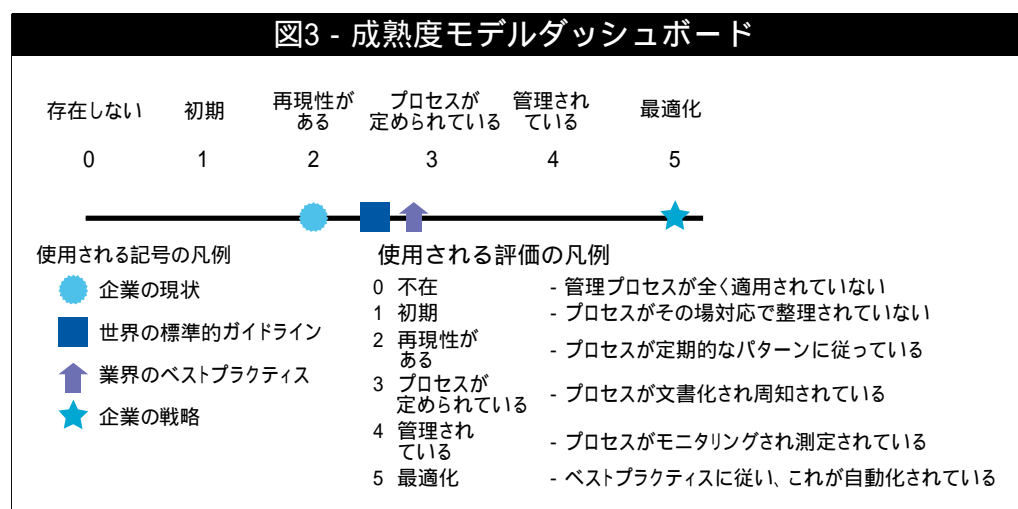 図3 - 成熟度モデルダッシュボード
存在しない 初期 再現性が プロセスが 管理され 最適化
ある 定められている ている
0 1 2 3 4 5
使用される記号の凡例
企業の現状
世界の標準的ガイドライン
業界のベストプラクティス
企業の戦略
使用される評価の凡例
0 不在 - 管理プロセスが全く適用されていない
1 初期 - プロセスがその場対応で整理されていない
2 再現性が
ある - プロセスが定期的なパターンに従っている
3 プロセスが
定められている - プロセスが文書化され周知されている
4 管理され
ている - プロセスがモニタリングされ測定されている
5 最適化 - ベストプラクティスに従い、これが自動化されている